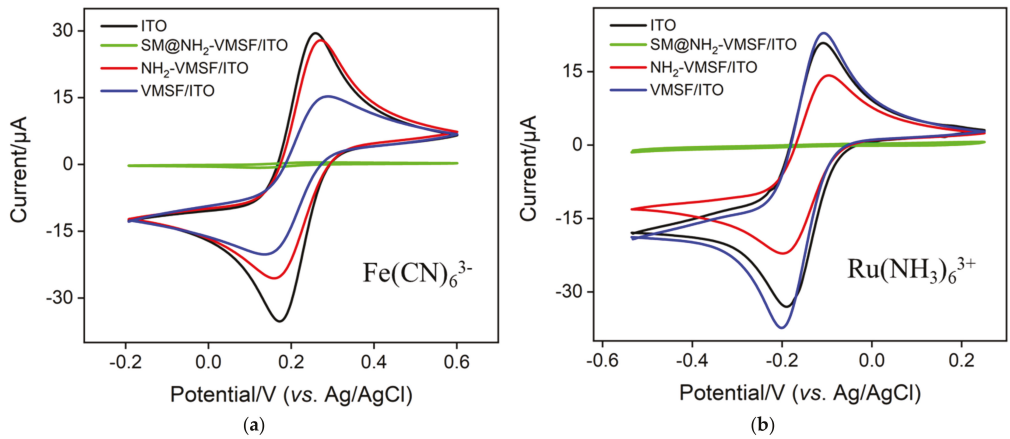 (a)
ITO
SM@NH₂-VMSF/ITO
NH₂-VMSF/ITO
VMSF/ITO
30
15
0
-15
-30
Current/μA
Fe(CN)₆³⁻
-0.2 0.0 0.2 0.4 0.6
Potential/V (vs. Ag/AgCl)
(a)
(b)
ITO
SM@NH₂-VMSF/ITO
NH₂-VMSF/ITO
VMSF/ITO
15
0
-15
-30
Current/μA
Ru(NH₃)₆³⁺
-0.6 -0.4 -0.2 0.0 0.2
Potential/V (vs. Ag/AgCl)
(b)